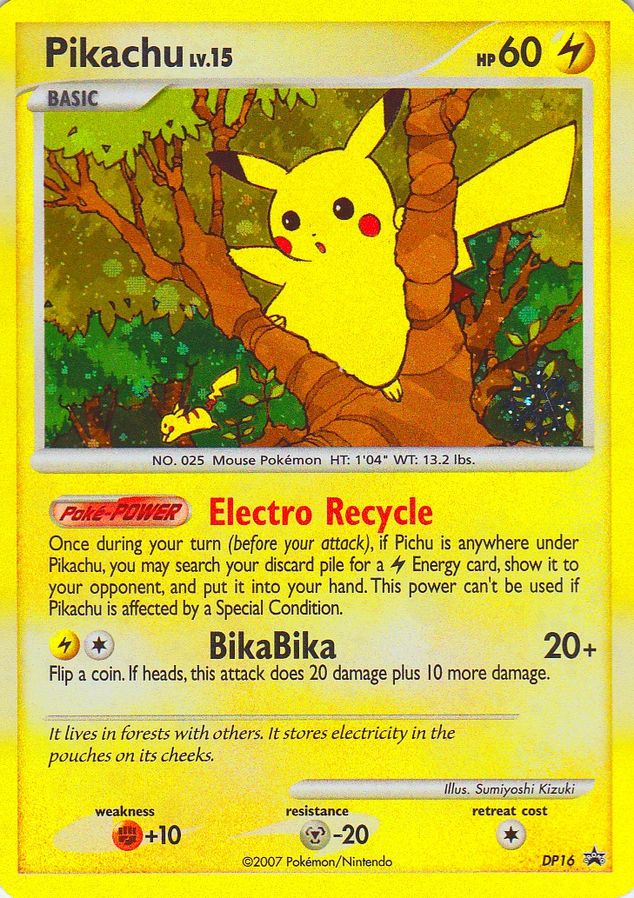 Pikachu LV.15 HP 60
BASIC
NO. 025 Mouse Pokémon HT: 1'04" WT: 13.2 lbs.
Poké-POWER Electro Recycle
Once during your turn (before your attack), if Pichu is anywhere under
Pikachu, you may search your discard pile for a Energy card, show it to
your opponent, and put it into your hand. This power can't be used if
Pikachu is affected by a Special Condition.
BikaBika 20+
Flip a coin. If heads, this attack does 20 damage plus 10 more damage.
It lives in forests with others. It stores electricity in the
pouches on its cheeks.
Illus. Sumiyoshi Kizuki
weakness resistance retreat cost
+10 -20
©2007 Pokémon/Nintendo DP16